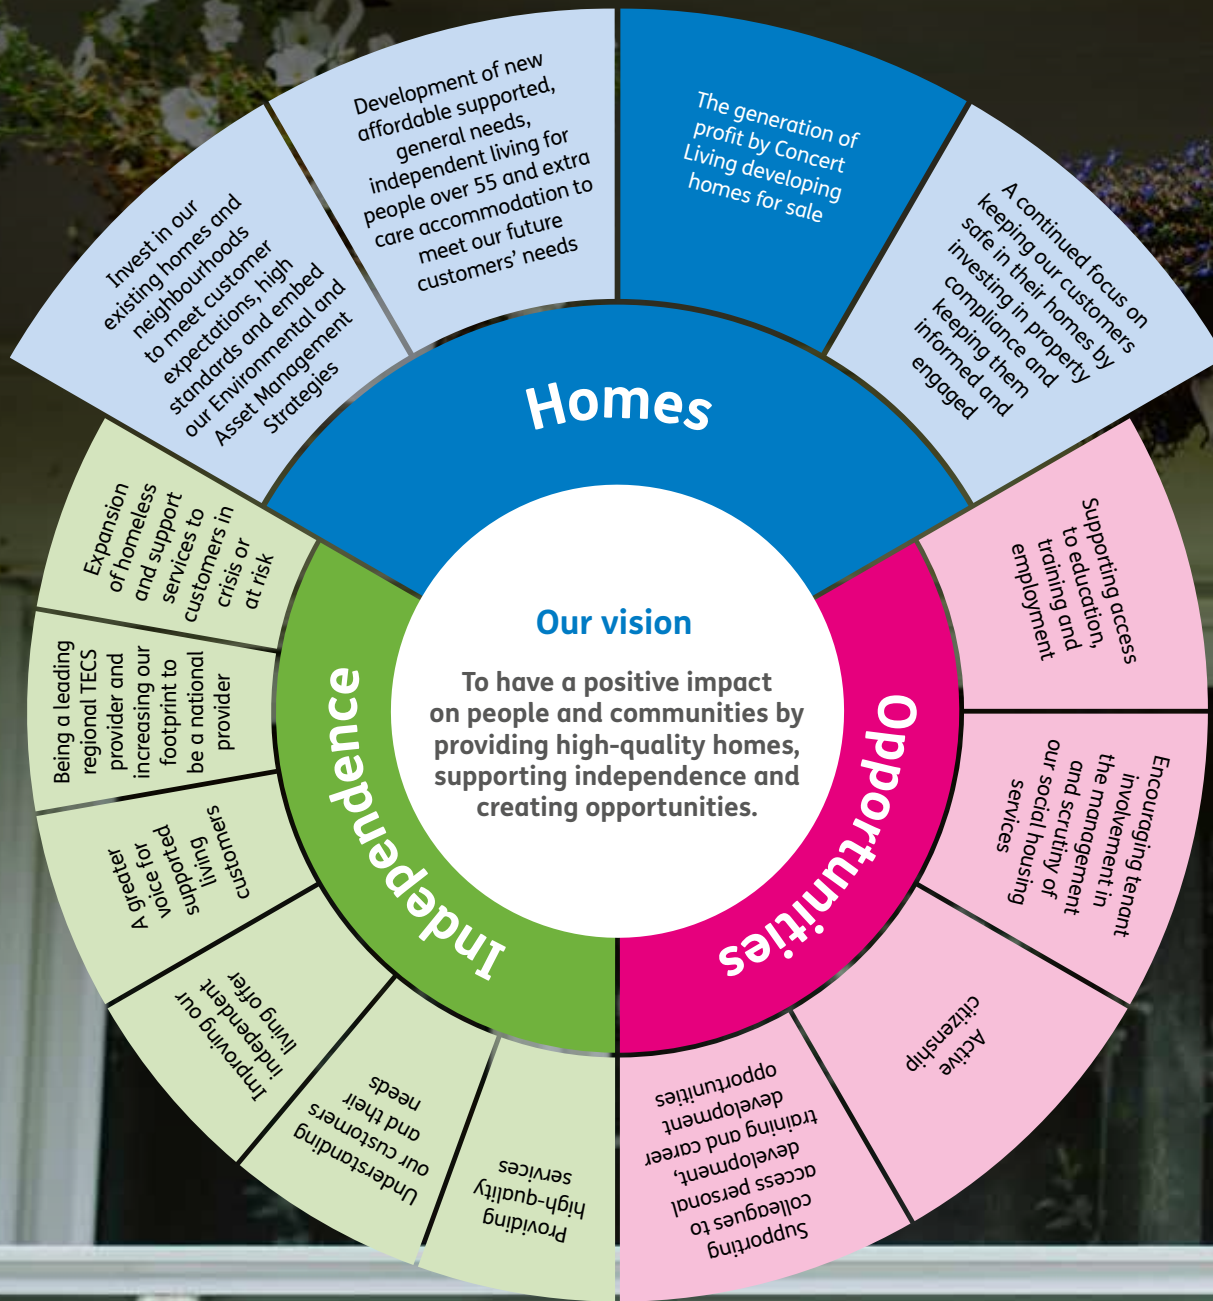 Our vision
To have a positive impact
on people and communities by
providing high-quality homes,
supporting independence and
creating opportunities.
Homes
Invest in our
existing homes and
neighbourhoods
to meet customer
expectations, high
standards and embed
our Environmental and
Asset Management
Strategies
Development of new
affordable supported,
general needs,
independent living for
people over 55 and extra
care accommodation to
meet our future
customers’ needs
The generation of
profit by Concert
Living developing
homes for sale
A continued focus on
keeping our customers
safe in their homes by
investing in property
compliance and
keeping them
informed and
engaged
Opportunities
Supporting access
to education,
training and
employment
Encouraging tenant
involvement in
the management
and scrutiny of
our social housing
services
Active
citizenship
Supporting
colleagues to
access personal
development,
training and career
development
opportunities
Independence
Providing
high-quality
services
Understanding
our customers
and their
needs
Improving our
independent
living offer
A greater
voice for
supported
living
customers
Being a leading
regional TECS
provider and
increasing our
footprint to
be a national
provider
Expansion
of homeless
and support
services to
customers in
crisis or
at risk